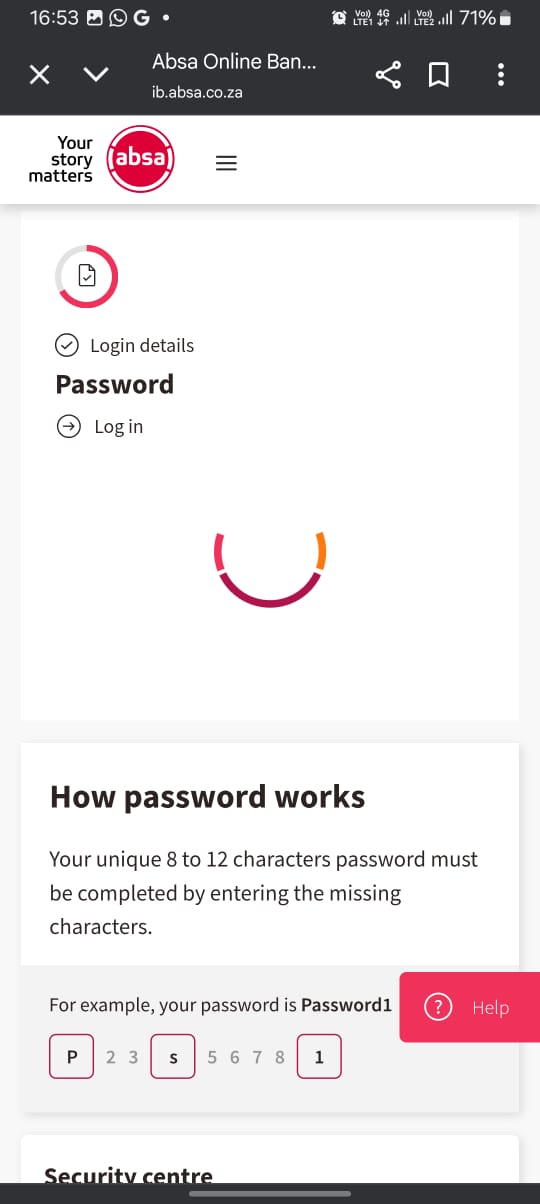 16:53 G
Vo)) LTE1 4G Vo)) LTE2 71%
Absa Online Ban...
ib.absa.co.za
Your
story
matters
absa
Login details
Password
Log in
How password works
Your unique 8 to 12 characters password must
be completed by entering the missing
characters.
For example, your password is Password1
? Help
P 2 3 s 5 6 7 8 1
Security centre